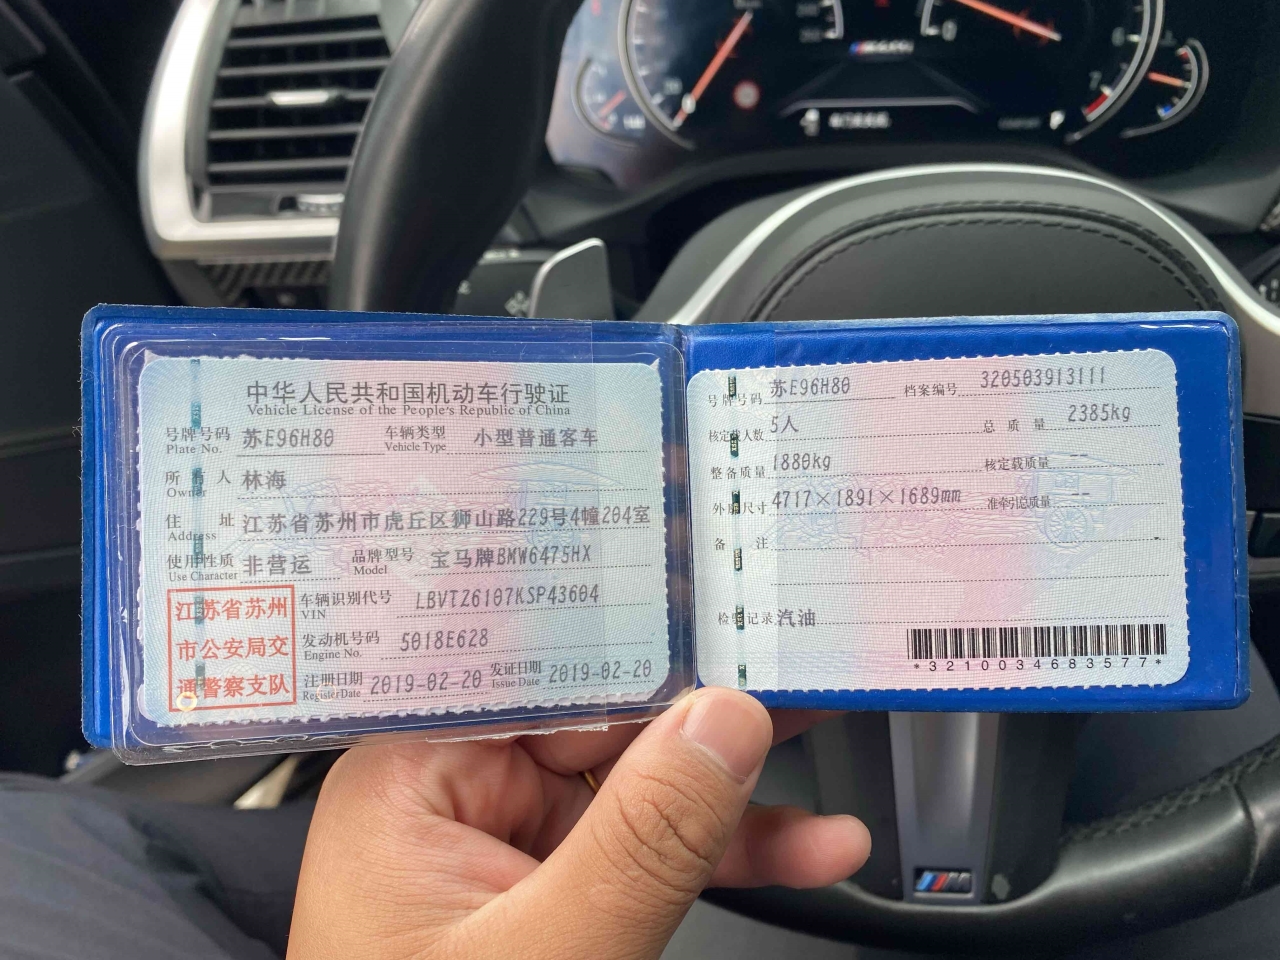 中华人民共和国机动车行驶证
Vehicle License of the People's Republic of China
号牌号码 苏E96H80 车辆类型 小型普通客车
Plate No. Vehicle Type
所有人 林海
Owner
住址 江苏省苏州市虎丘区狮山路229号4幢204室
Address
使用性质 非营运 品牌型号 宝马牌BMW6475HX
Use Character Model
江苏省苏州
市公安局交
通警察支队
车辆识别代号 LBVTZ6107KSP43604
VIN
发动机号码 5018E628
Engine No.
注册日期 2019-02-20 发证日期 2019-02-20
Register Date Issue Date
号牌号码 苏E96H80 档案编号 320503913111
核定载人数 5人 总质量 2385kg
整备质量 1880kg 核定载质量 --
外廓尺寸 4717×1891×1689mm 准牵引总质量 --
备注
检验记录 汽油
*3210034683577*